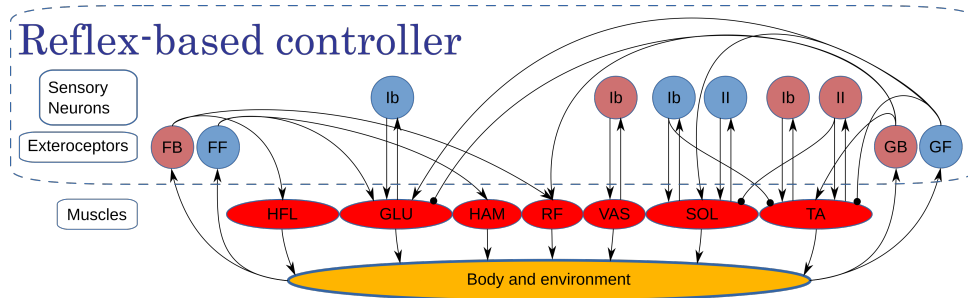 Reflex-based controller
Sensory
Neurons
Ib
Ib
Ib
II
Ib
II
Exteroceptors
FB
FF
GB
GF
Muscles
HFL
GLU
HAM
RF
VAS
SOL
TA
Body and environment